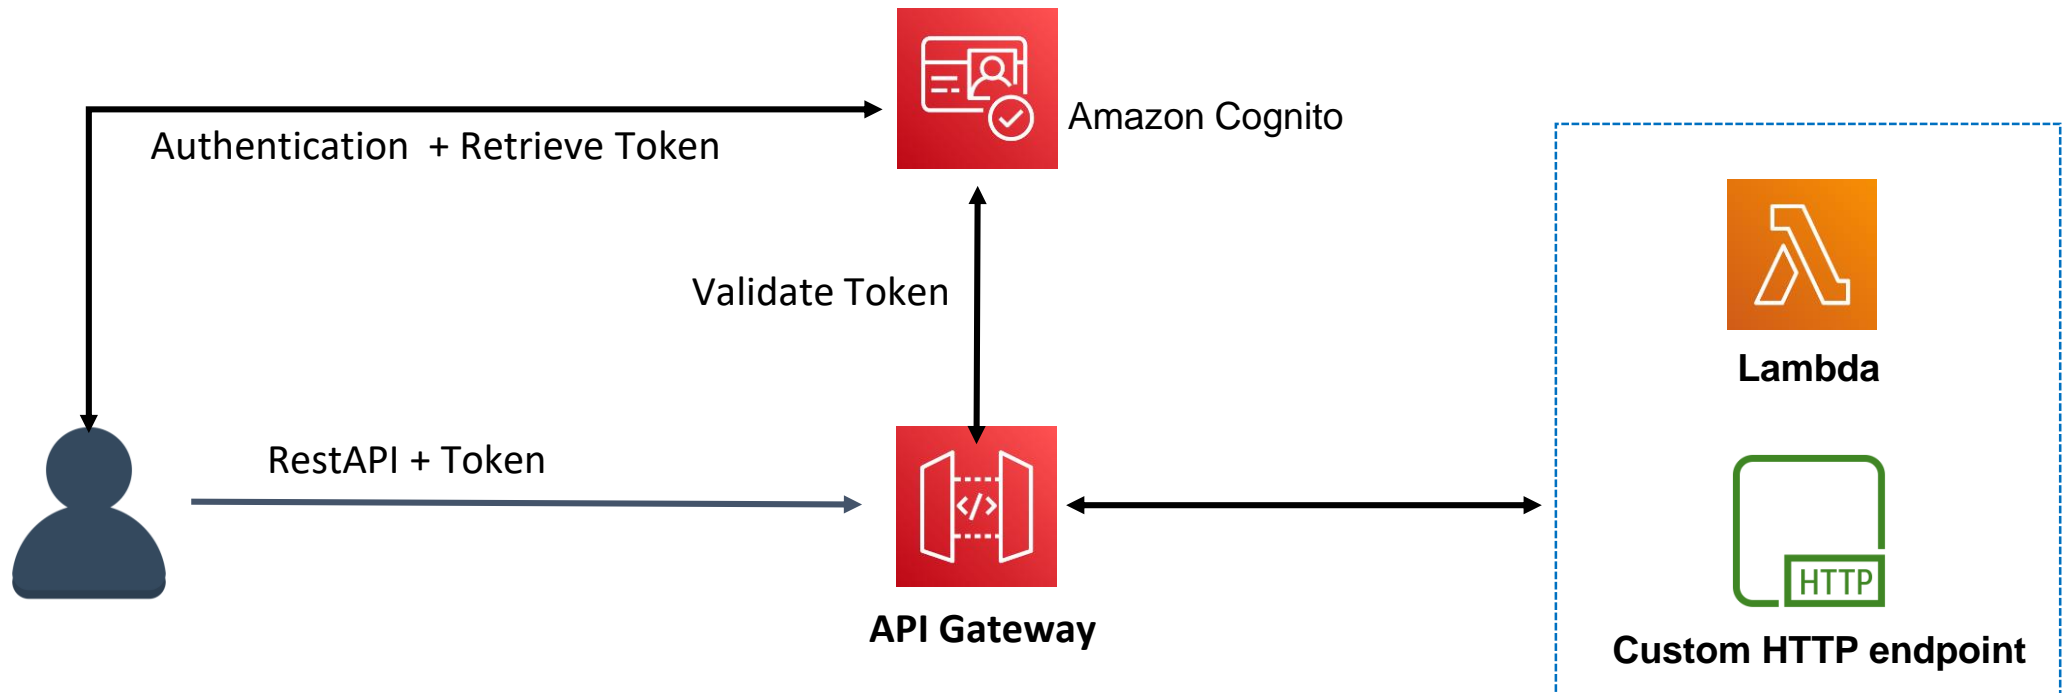 Amazon Cognito
Authentication + Retrieve Token
Validate Token
Lambda
RestAPI + Token
</>
HTTP
API Gateway
Custom HTTP endpoint